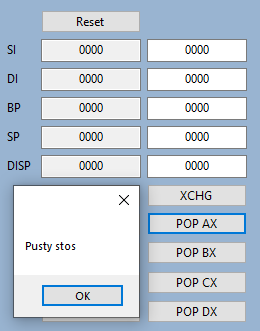 Reset
SI 0000 0000
DI 0000 0000
BP 0000 0000
SP 0000 0000
DISP 0000 0000
XCHG
POP AX
Pusty stos
POP BX
POP CX
OK
POP DX